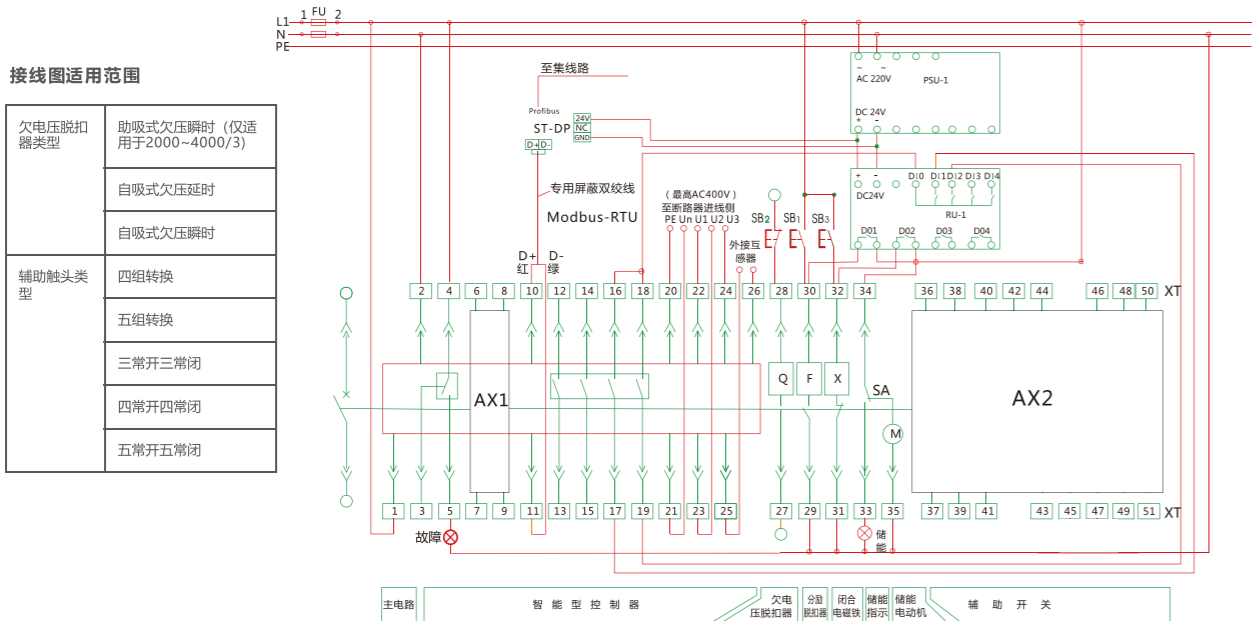 L1
1 FU 2
N
PE
接线图适用范围
欠电压脱扣
器类型
助吸式欠压瞬时（仅适
用于2000~4000/3)
自吸式欠压延时
自吸式欠压瞬时
辅助触头类
型
四组转换
五组转换
三常开三常闭
四常开四常闭
五常开五常闭
至集线路
Profibus
ST-DP
24V
NC
GND
D+ D-
专用屏蔽双绞线
Modbus-RTU
D+
红
D-
绿
（最高AC400V）
至断路器进线侧
PE Un U1 U2 U3
外接互
感器
SB2
SB1
SB3
~ ~
AC 220V
PSU-1
DC 24V
+ -
+ -
DC24V
DI0 DI1 DI2 DI3 DI4
RU-1
D01 D02 D03 D04
2 4 6 8 10 12 14 16 18 20 22 24 26 28 30 32 34 36 38 40 42 44 46 48 50 XT
AX1
Q
F
X
SA
M
AX2
1 3 5 7 9 11 13 15 17 19 21 23 25 27 29 31 33 35 37 39 41 43 45 47 49 51 XT
故障
储
能
主电路
智能型控制器
欠电
压脱扣器
分励
脱扣器
闭合
电磁铁
储能
指示
储能
电动机
辅助开关